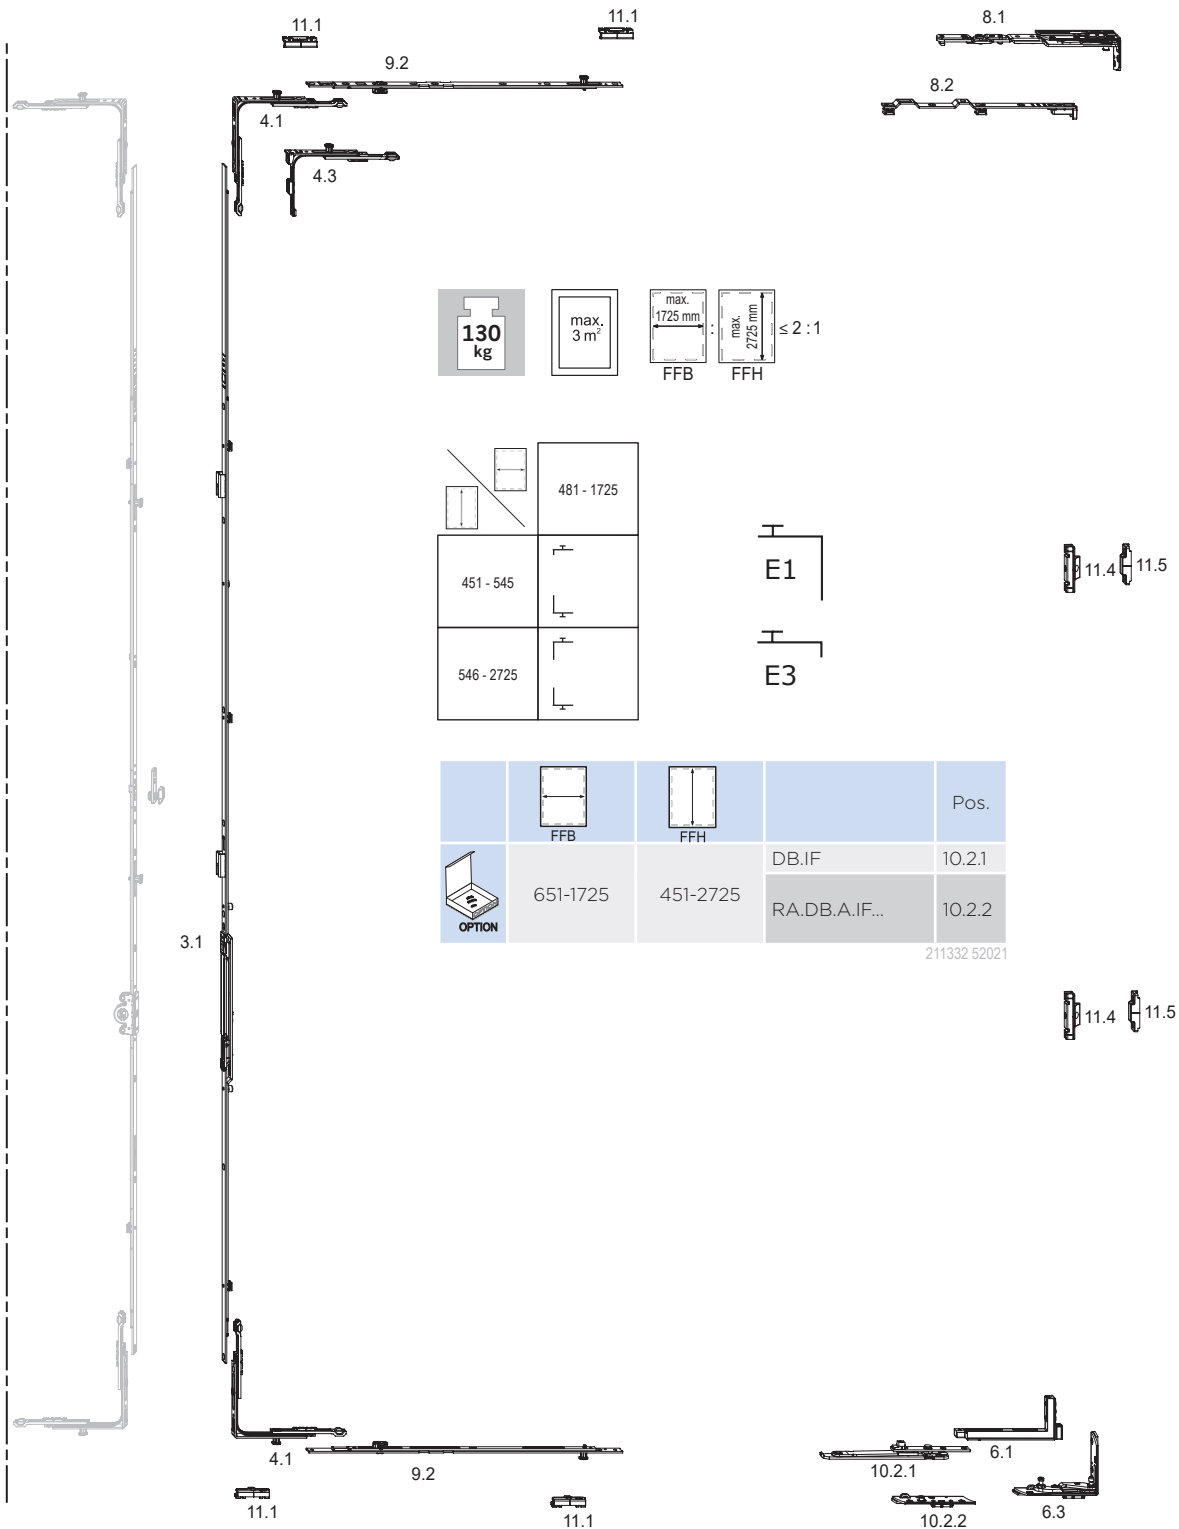 11.1
11.1
8.1
9.2
8.2
4.1
4.3
130
kg
max.
3 m²
max.
1725 mm
:
max.
2725 mm
≤ 2 : 1
FFB
FFH
481 - 1725
451 - 545
546 - 2725
E1
E3
11.4
11.5
FFB
FFH
Pos.
OPTION
651-1725
451-2725
DB.IF
10.2.1
RA.DB.A.IF...
10.2.2
211332 52021
3.1
11.4
11.5
4.1
9.2
10.2.1
6.1
11.1
11.1
10.2.2
6.3